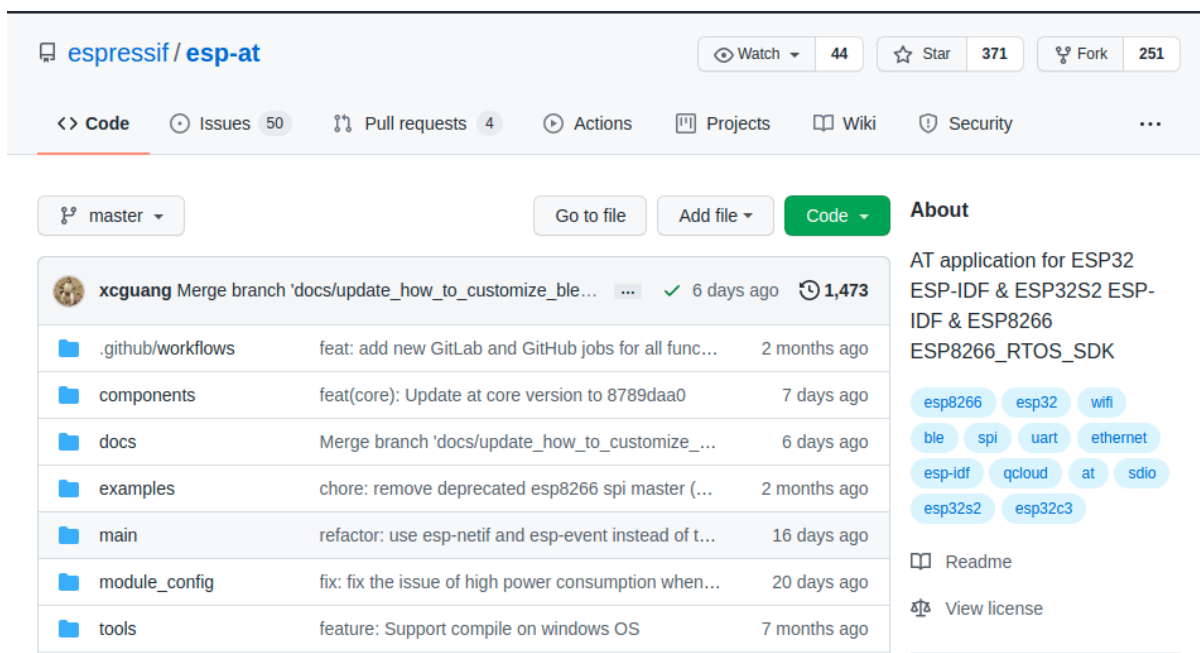 espressif / esp-at
Watch 44 Star 371 Fork 251
Code Issues 50 Pull requests 4 Actions Projects Wiki Security ...
master Go to file Add file Code
xcguang Merge branch 'docs/update_how_to_customize_ble... ... 6 days ago 1,473
.github/workflows feat: add new GitLab and GitHub jobs for all func... 2 months ago
components feat(core): Update at core version to 8789daa0 7 days ago
docs Merge branch 'docs/update_how_to_customize_... 6 days ago
examples chore: remove deprecated esp8266 spi master (... 2 months ago
main refactor: use esp-netif and esp-event instead of t... 16 days ago
module_config fix: fix the issue of high power consumption when... 20 days ago
tools feature: Support compile on windows OS 7 months ago
About
AT application for ESP32
ESP-IDF & ESP32S2 ESP-
IDF & ESP8266
ESP8266_RTOS_SDK
esp8266 esp32 wifi
ble spi uart ethernet
esp-idf qcloud at sdio
esp32s2 esp32c3
Readme
View license